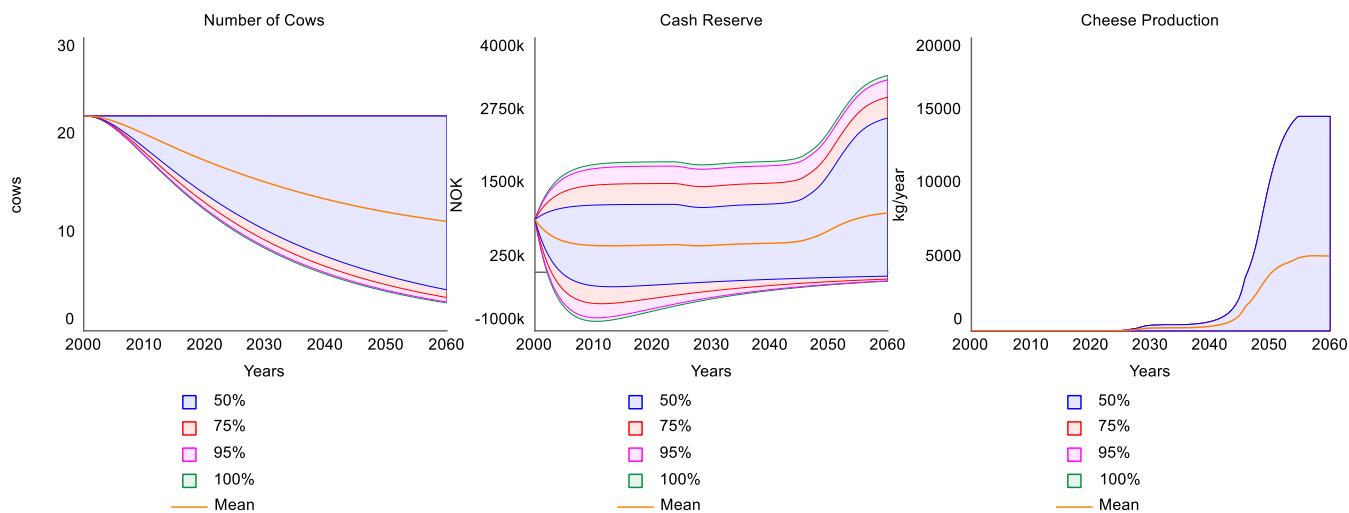 Number of Cows
30
20
10
0
cows
2000 2010 2020 2030 2040 2050 2060
Years
50%
75%
95%
100%
Mean
Cash Reserve
4000k
2750k
1500k
250k
-1000k
NOK
2000 2010 2020 2030 2040 2050 2060
Years
50%
75%
95%
100%
Mean
Cheese Production
20000
15000
10000
5000
0
kg/year
2000 2010 2020 2030 2040 2050 2060
Years
50%
75%
95%
100%
Mean